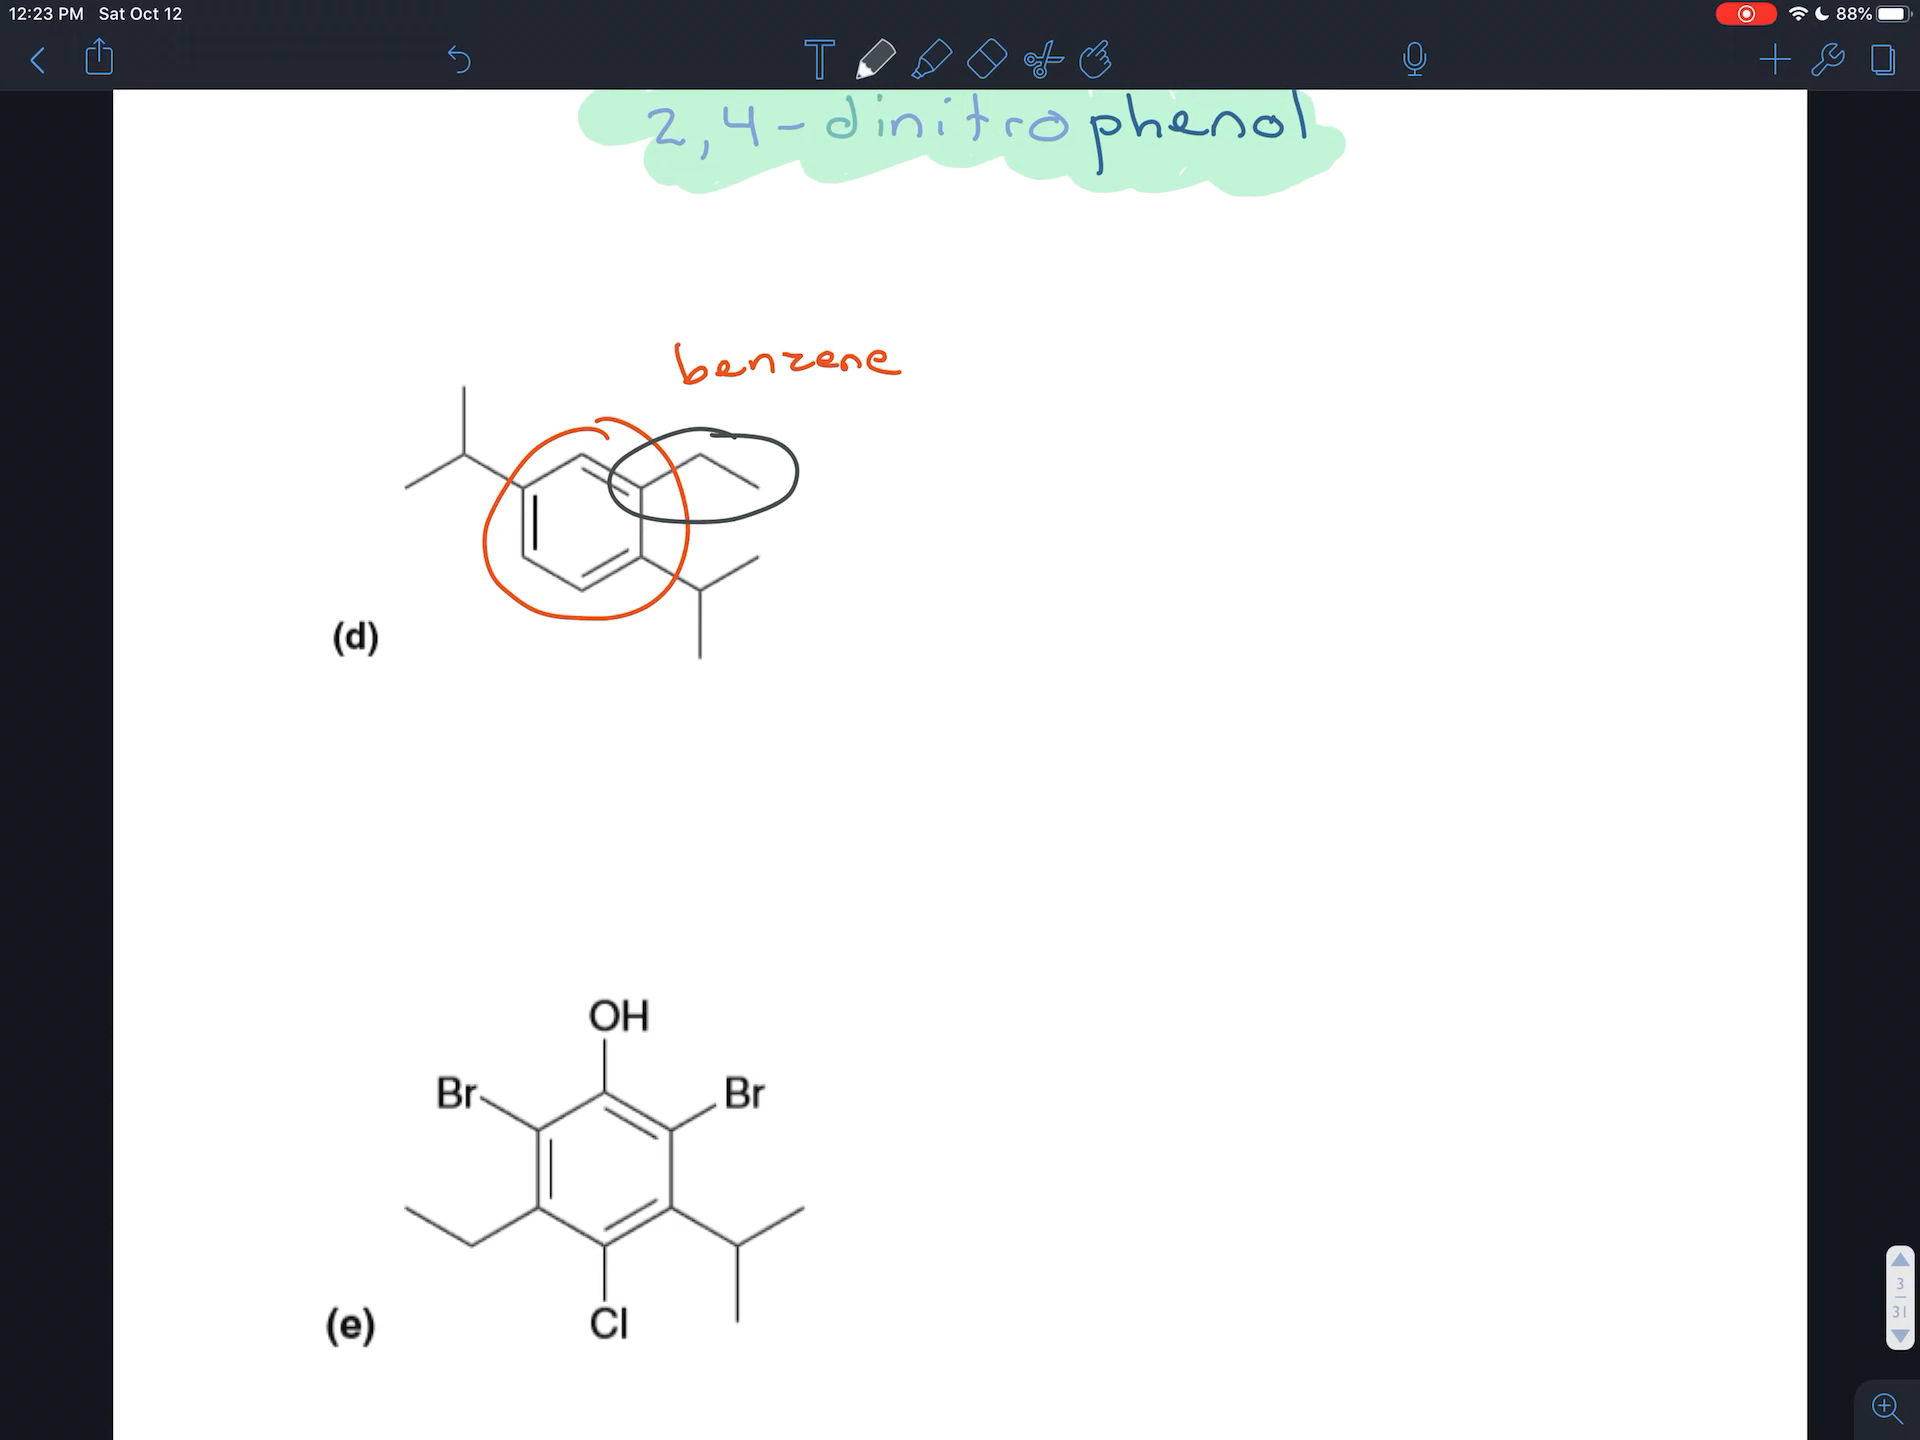 12:23 PM Sat Oct 12
88%
T
2,4-dinitrophenol
benzene
(d)
OH
Br Br
Cl
(e)
3
31